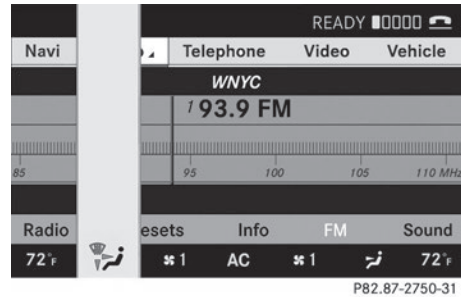 READY
Navi Telephone Video Vehicle
WNYC
1 93.9 FM
85 95 100 105 110 MHz
Radio esets Info FM Sound
72°F 1 AC 1 72°F
P82.87-2750-31